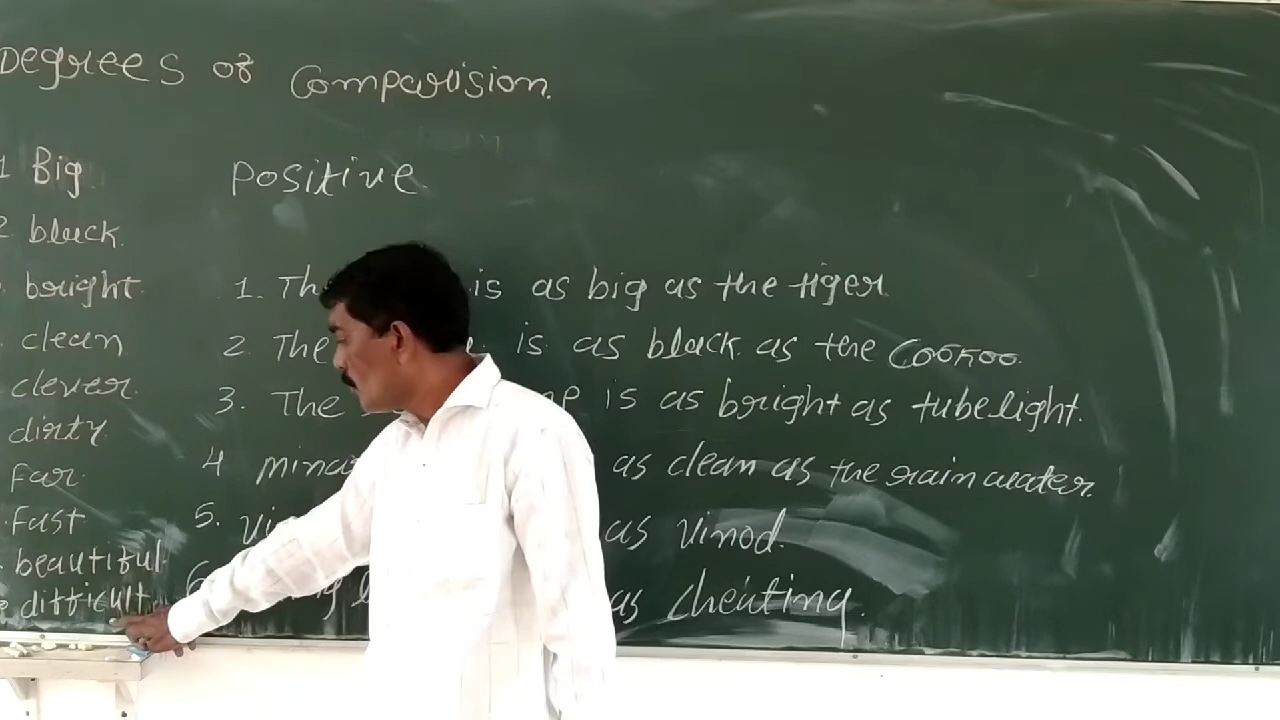 Degrees of Comparision.
1 Big
2. black.
bright.
clean
clever.
dirty.
Far.
Fast
beautiful.
difficult
Positive.
1. is as big as the tiger.
2. The is as black as the Cookoo.
3. The is as bright as tubelight.
4 as clean as the rain water.
5. as Vinod.
6. as cheating.